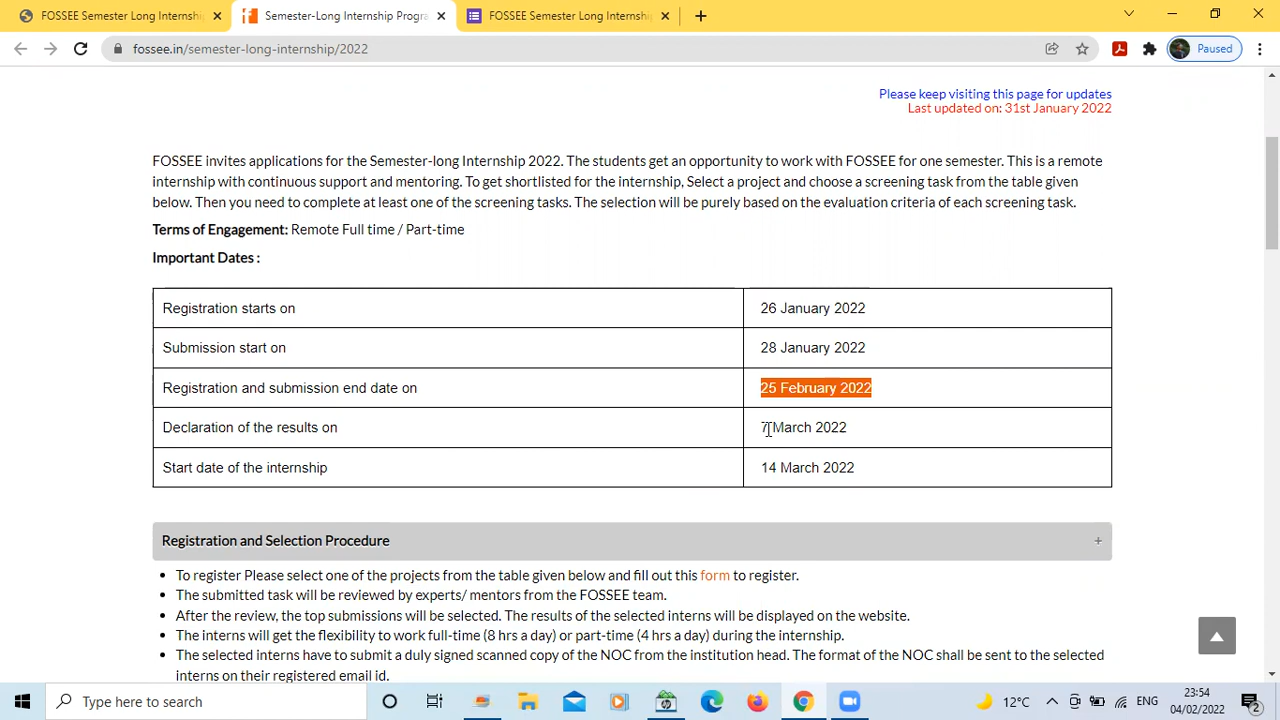 FOSSEE Semester Long Internship
Semester-Long Internship Progra
FOSSEE Semester Long Internship
fossee.in/semester-long-internship/2022
Paused
Please keep visiting this page for updates
Last updated on: 31st January 2022
FOSSEE invites applications for the Semester-long Internship 2022. The students get an opportunity to work with FOSSEE for one semester. This is a remote
internship with continuous support and mentoring. To get shortlisted for the internship, Select a project and choose a screening task from the table given
below. Then you need to complete at least one of the screening tasks. The selection will be purely based on the evaluation criteria of each screening task.
Terms of Engagement: Remote Full time / Part-time
Important Dates :
Registration starts on 26 January 2022
Submission start on 28 January 2022
Registration and submission end date on 25 February 2022
Declaration of the results on 7 March 2022
Start date of the internship 14 March 2022
Registration and Selection Procedure +
• To register Please select one of the projects from the table given below and fill out this form to register.
• The submitted task will be reviewed by experts/ mentors from the FOSSEE team.
• After the review, the top submissions will be selected. The results of the selected interns will be displayed on the website.
• The interns will get the flexibility to work full-time (8 hrs a day) or part-time (4 hrs a day) during the internship.
• The selected interns have to submit a duly signed scanned copy of the NOC from the institution head. The format of the NOC shall be sent to the selected
interns on their registered email id.
Type here to search
12°C
ENG
23:54
04/02/2022
2